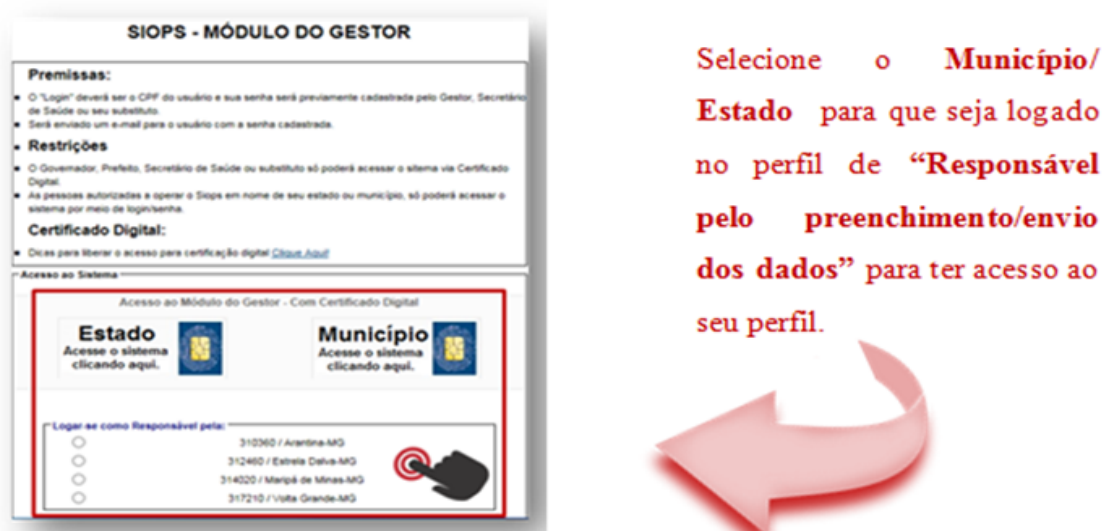 SIOPS - MÓDULO DO GESTOR
Premissas:
O "Login" deverá ser o CPF do usuário e sua senha será previamente cadastrada pelo Gestor, Secretário
de Saúde ou seu substituto.
Será enviado um e-mail para o usuário com a senha cadastrada.
Restrições
O Governador, Prefeito, Secretário de Saúde ou substituto só poderá acessar o sitema via Certificado
Digital.
As pessoas autorizadas a operar o Siops em nome de seu estado ou município, só poderá acessar o
sistema por meio de login/senha.
Certificado Digital:
Dicas para liberar o acesso para certificação digital Clique Aqui!
Acesso ao Sistema
Acesso ao Módulo do Gestor - Com Certificado Digital
Estado
Acesse o sistema
clicando aqui.
Município
Acesse o sistema
clicando aqui.
Logar-se como Responsável pela:
310360 / Arantina-MG
312460 / Estrela Dalva-MG
314020 / Maripá de Minas-MG
317210 / Volta Grande-MG
Selecione o Município/
Estado para que seja logado
no perfil de “Responsável
pelo preenchimento/envio
dos dados” para ter acesso ao
seu perfil.